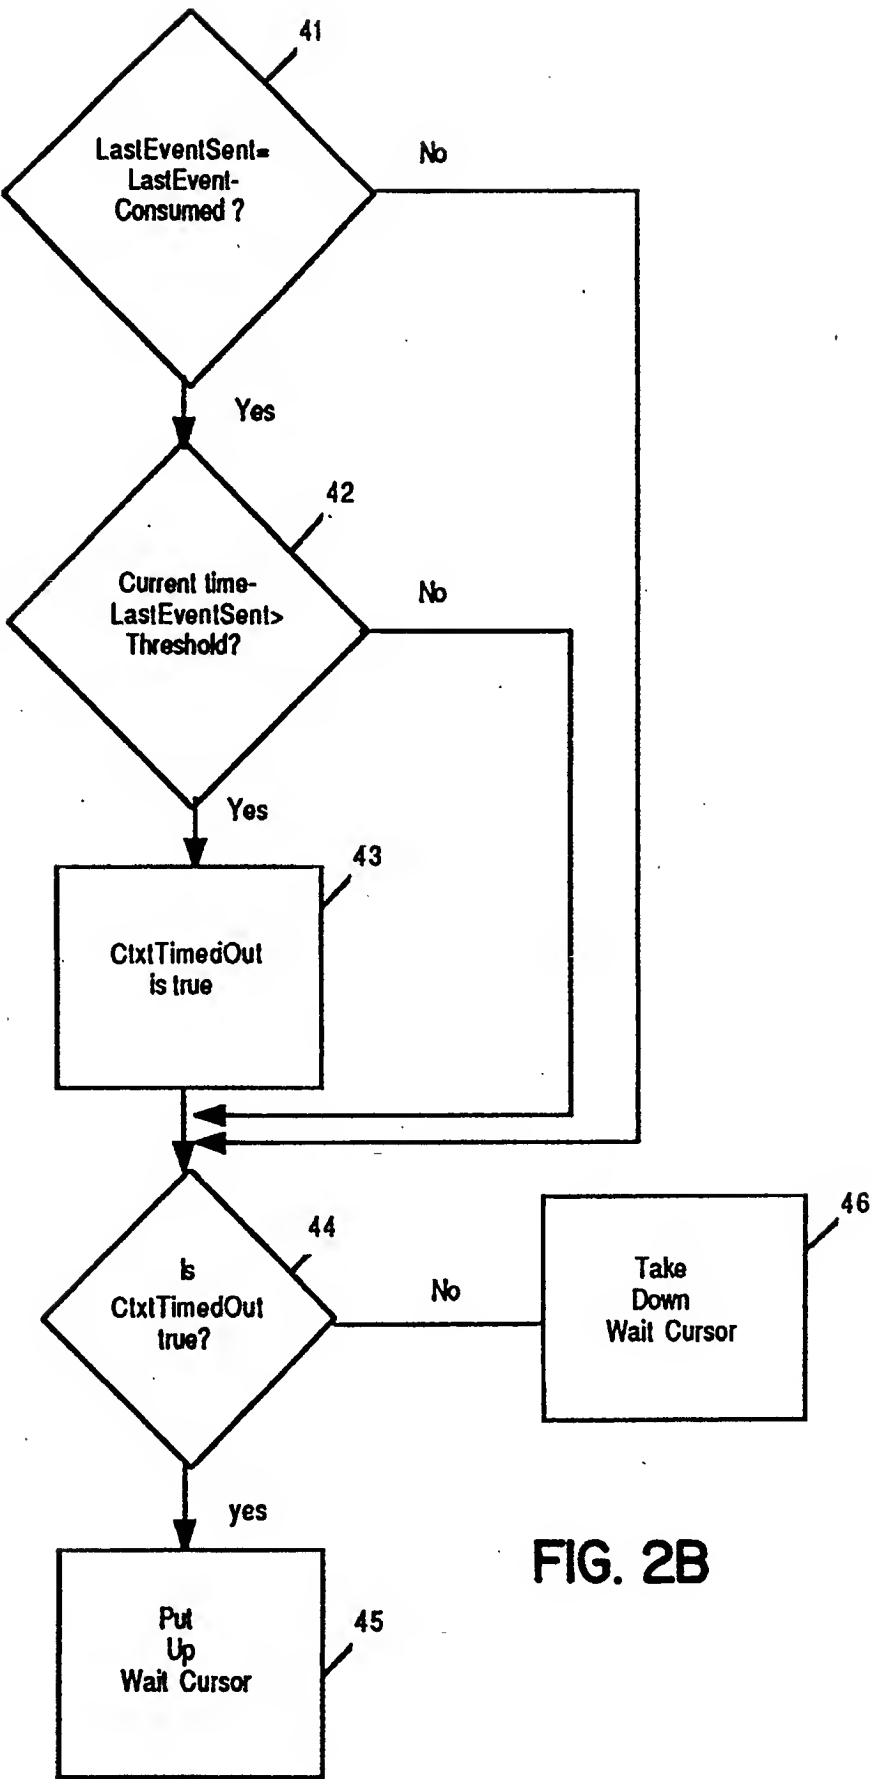 41
LastEventSent=
LastEvent-
Consumed ?
No
Yes
42
Current time-
LastEventSent>
Threshold?
No
Yes
43
CtxtTimedOut
is true
44
Is
CtxtTimedOut
true?
No
46
Take
Down
Wait Cursor
yes
45
Put
Up
Wait Cursor
FIG. 2B